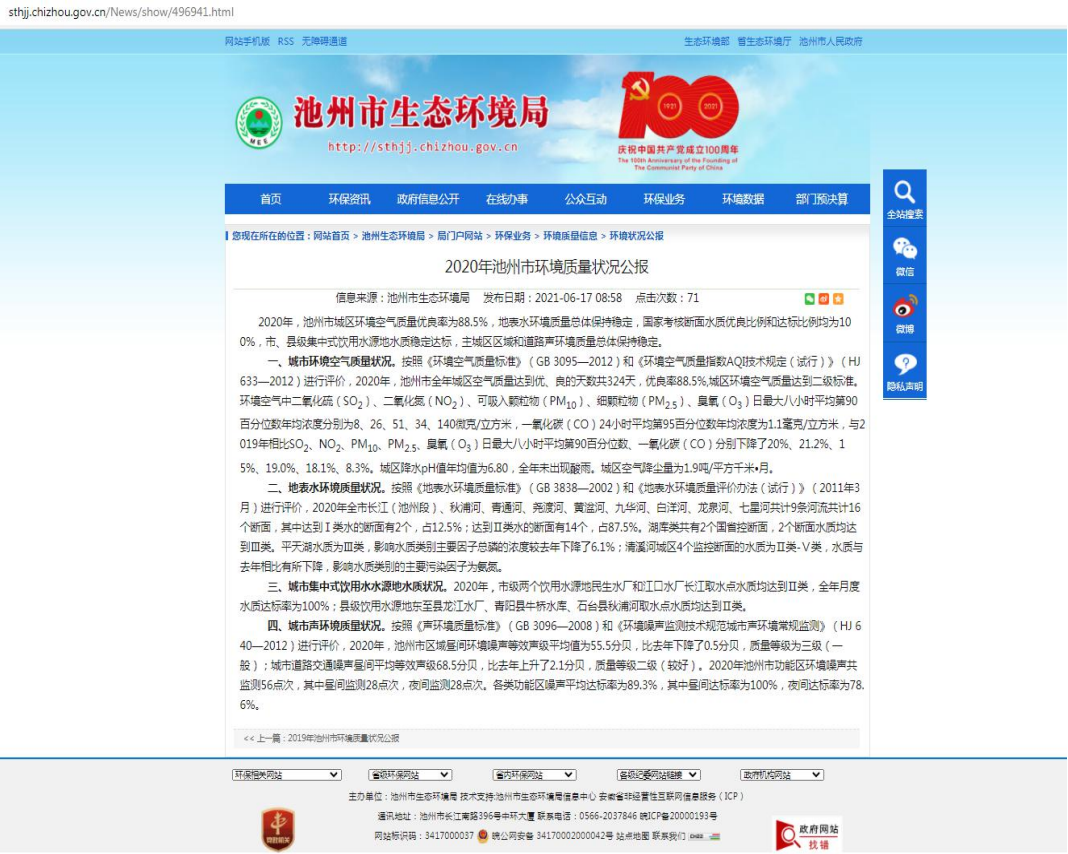 sthjj.chizhou.gov.cn/News/show/496941.html
网站手机版 RSS 无障碍通道
生态环境部 省生态环境厅 池州市人民政府
池州市生态环境局
http://sthjj.chizhou.gov.cn
MEE
1921 2021
庆祝中国共产党成立100周年
The 100th Anniversary of the Founding of
The Communist Party of China
首页 环保资讯 政府信息公开 在线办事 公众互动 环保业务 环境数据 部门预决算
全站搜索
微信
微博
隐私声明
您现在所在的位置：网站首页 > 池州生态环境局 > 局门户网站 > 环保业务 > 环境质量信息 > 环境状况公报
2020年池州市环境质量状况公报
信息来源：池州市生态环境局 发布日期：2021-06-17 08:58 点击次数：71
2020年，池州市城区环境空气质量优良率为88.5%，地表水环境质量总体保持稳定，国家考核断面水质优良比例和达标比例均为10
0%，市、县级集中式饮用水源地水质稳定达标，主城区区域和道路声环境质量总体保持稳定。
一、城市环境空气质量状况。按照《环境空气质量标准》（GB 3095—2012）和《环境空气质量指数AQI技术规定（试行）》（HJ
633—2012）进行评价，2020年，池州市全年城区空气质量达到优、良的天数共324天，优良率88.5%,城区环境空气质量达到二级标准。
环境空气中二氧化硫（SO2）、二氧化氮（NO2）、可吸入颗粒物（PM10）、细颗粒物（PM2.5）、臭氧（O3）日最大八小时平均第90
百分位数年均浓度分别为8、26、51、34、140微克/立方米，一氧化碳（CO）24小时平均第95百分位数年均浓度为1.1毫克/立方米，与2
019年相比SO2、NO2、PM10、PM2.5、臭氧（O3）日最大八小时平均第90百分位数、一氧化碳（CO）分别下降了20%、21.2%、1
5%、19.0%、18.1%、8.3%。城区降水pH值年均值为6.80，全年未出现酸雨。城区空气降尘量为1.9吨/平方千米•月。
二、地表水环境质量状况。按照《地表水环境质量标准》（GB 3838—2002）和《地表水环境质量评价办法（试行）》（2011年3
月）进行评价，2020年全市长江（池州段）、秋浦河、青通河、尧渡河、黄湓河、九华河、白洋河、龙泉河、七星河共计9条河流共计16
个断面，其中达到Ⅰ类水的断面有2个，占12.5%；达到Ⅱ类水的断面有14个，占87.5%。湖库类共有2个国省控断面，2个断面水质均达
到Ⅲ类。平天湖水质为Ⅲ类，影响水质类别主要因子总磷的浓度较去年下降了6.1%；清溪河城区4个监控断面的水质为Ⅱ类-Ⅴ类，水质与
去年相比有所下降，影响水质类别的主要污染因子为氨氮。
三、城市集中式饮用水水源地水质状况。2020年，市级两个饮用水源地民生水厂和江口水厂长江取水点水质均达到Ⅱ类，全年月度
水质达标率为100%；县级饮用水源地东至县龙江水厂、青阳县牛桥水库、石台县秋浦河取水点水质均达到Ⅱ类。
四、城市声环境质量状况。按照《声环境质量标准》（GB 3096—2008）和《环境噪声监测技术规范城市声环境常规监测》（HJ 6
40—2012）进行评价，2020年，池州市区域昼间环境噪声等效声级平均值为55.5分贝，比去年下降了0.5分贝，质量等级为三级（一
般）；城市道路交通噪声昼间平均等效声级68.5分贝，比去年上升了2.1分贝，质量等级二级（较好）。2020年池州市功能区环境噪声共
监测56点次，其中昼间监测28点次，夜间监测28点次。各类功能区噪声平均达标率为89.3%，其中昼间达标率为100%，夜间达标率为78.
6%。
<< 上一篇：2019年池州市环境质量状况公报
环保相关网站 省级环保网站 省内环保网站 各级纪委网站链接 政府机构网站
主办单位：池州市生态环境局 技术支持:池州市生态环境局信息中心 安徽省非经营性互联网信息服务（ICP）
通讯地址：池州市长江南路396号中环大厦 联系电话：0566-2037846 皖ICP备20000193号
网站标识码：3417000037 皖公网安备 34170002000042号 站点地图 联系我们
党政机关
政府网站
找错